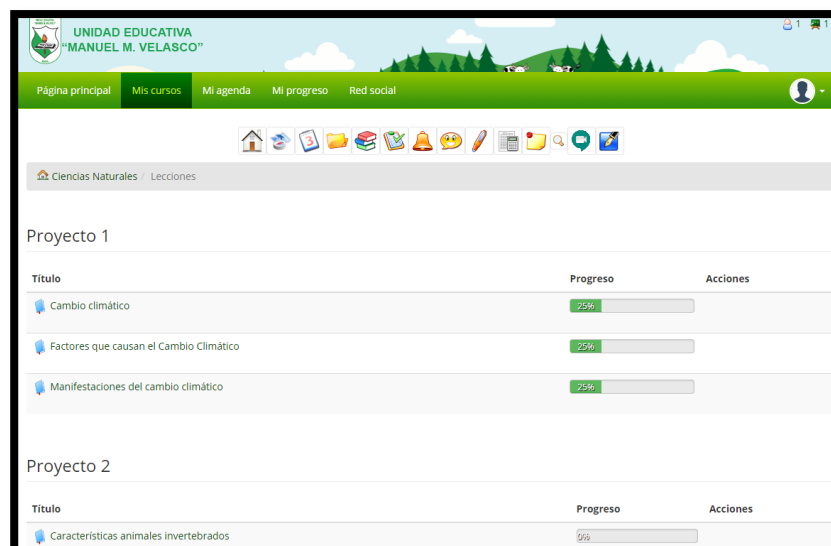 UNIDAD EDUCATIVA
“MANUEL M. VELASCO”
1 1
Página principal Mis cursos Mi agenda Mi progreso Red social
3
Ciencias Naturales / Lecciones
Proyecto 1
Título Progreso Acciones
Cambio climático 25%
Factores que causan el Cambio Climático 25%
Manifestaciones del cambio climático 25%
Proyecto 2
Título Progreso Acciones
Características animales invertebrados 0%